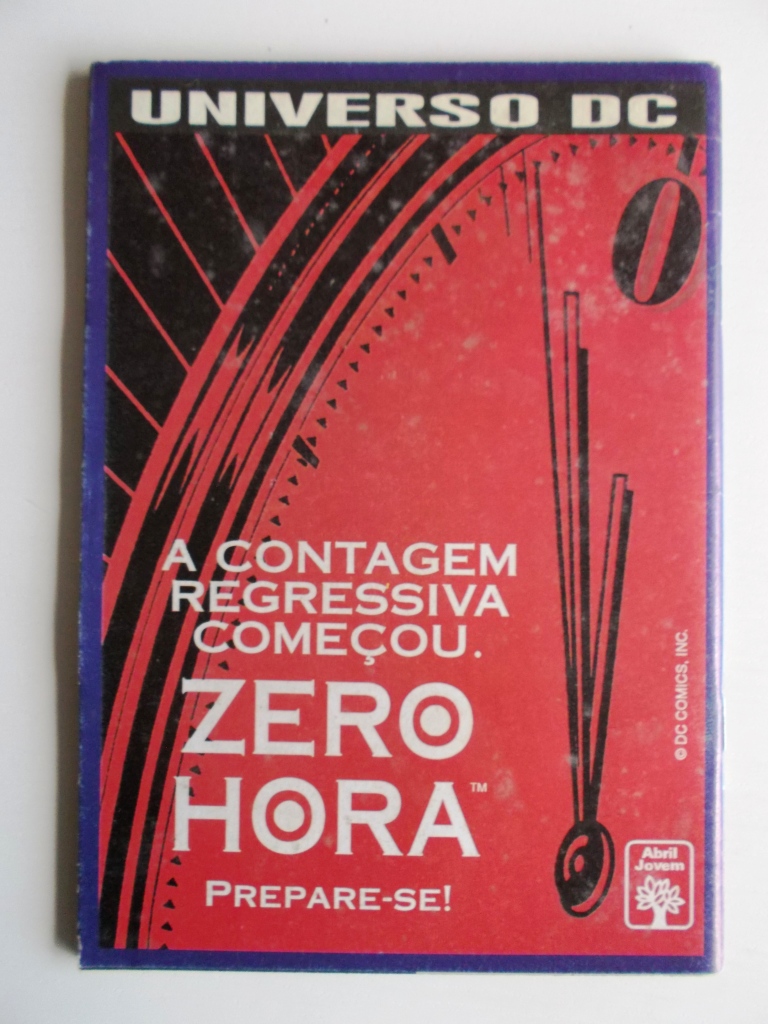 UNIVERSO DC
0
A CONTAGEM
REGRESSIVA
COMEÇOU.
ZERO
HORA™
PREPARE-SE!
© DC COMICS, INC.
Abril
Jovem